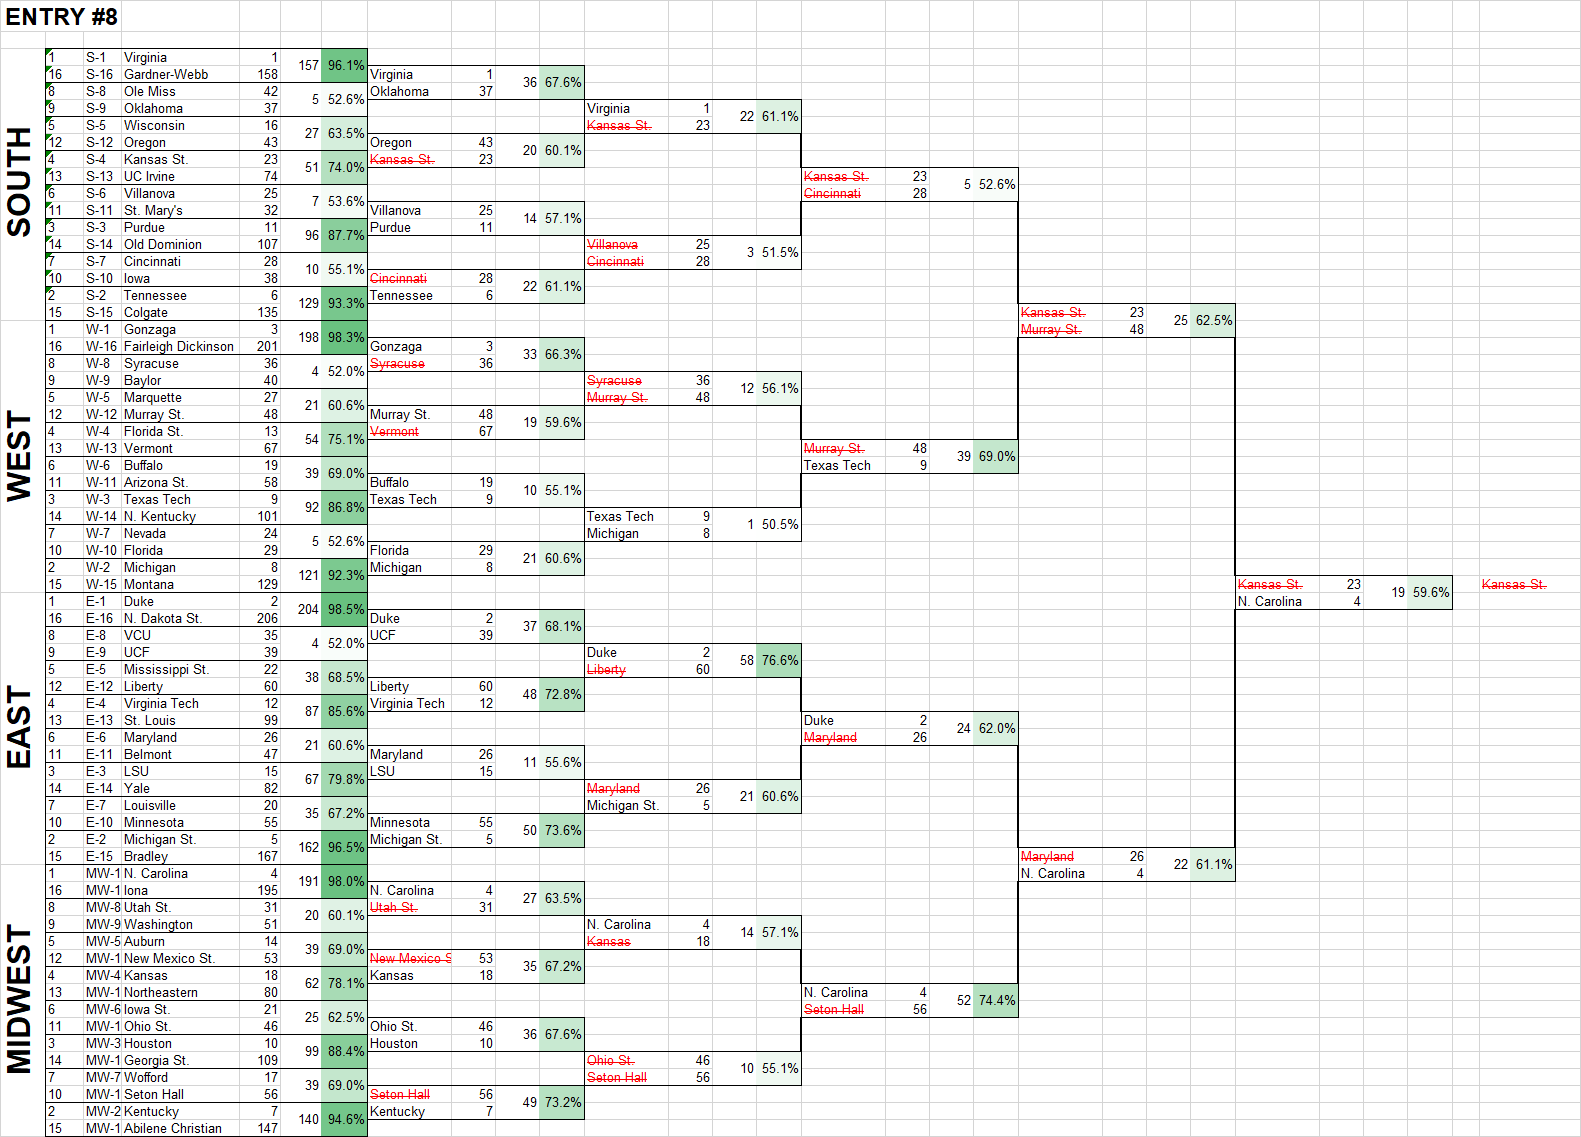 ENTRY #8
SOUTH
1 S-1 Virginia 1
157 96.1%
16 S-16 Gardner-Webb 158
8 S-8 Ole Miss 42
5 52.6%
9 S-9 Oklahoma 37
5 S-5 Wisconsin 16
27 63.5%
12 S-12 Oregon 43
4 S-4 Kansas St. 23
51 74.0%
13 S-13 UC Irvine 74
6 S-6 Villanova 25
7 53.6%
11 S-11 St. Mary's 32
3 S-3 Purdue 11
96 87.7%
14 S-14 Old Dominion 107
7 S-7 Cincinnati 28
10 55.1%
10 S-10 Iowa 38
2 S-2 Tennessee 6
129 93.3%
15 S-15 Colgate 135
WEST
1 W-1 Gonzaga 3
198 98.3%
16 W-16 Fairleigh Dickinson 201
8 W-8 Syracuse 36
4 52.0%
9 W-9 Baylor 40
5 W-5 Marquette 27
21 60.6%
12 W-12 Murray St. 48
4 W-4 Florida St. 13
54 75.1%
13 W-13 Vermont 67
6 W-6 Buffalo 19
39 69.0%
11 W-11 Arizona St. 58
3 W-3 Texas Tech 9
92 86.8%
14 W-14 N. Kentucky 101
7 W-7 Nevada 24
5 52.6%
10 W-10 Florida 29
2 W-2 Michigan 8
121 92.3%
15 W-15 Montana 129
EAST
1 E-1 Duke 2
204 98.5%
16 E-16 N. Dakota St. 206
8 E-8 VCU 35
4 52.0%
9 E-9 UCF 39
5 E-5 Mississippi St. 22
38 68.5%
12 E-12 Liberty 60
4 E-4 Virginia Tech 12
87 85.6%
13 E-13 St. Louis 99
6 E-6 Maryland 26
21 60.6%
11 E-11 Belmont 47
3 E-3 LSU 15
67 79.8%
14 E-14 Yale 82
7 E-7 Louisville 20
35 67.2%
10 E-10 Minnesota 55
2 E-2 Michigan St. 5
162 96.5%
15 E-15 Bradley 167
MIDWEST
1 MW-1 N. Carolina 4
191 98.0%
16 MW-1 Iona 195
8 MW-8 Utah St. 31
20 60.1%
9 MW-9 Washington 51
5 MW-5 Auburn 14
39 69.0%
12 MW-1 New Mexico St. 53
4 MW-4 Kansas 18
62 78.1%
13 MW-1 Northeastern 80
6 MW-6 Iowa St. 21
25 62.5%
11 MW-1 Ohio St. 46
3 MW-3 Houston 10
99 88.4%
14 MW-1 Georgia St. 109
7 MW-7 Wofford 17
39 69.0%
10 MW-1 Seton Hall 56
2 MW-2 Kentucky 7
140 94.6%
15 MW-1 Abilene Christian 147
Virginia 1
36 67.6%
Oklahoma 37
Oregon 43
20 60.1%
Kansas St. 23
Villanova 25
14 57.1%
Purdue 11
Cincinnati 28
22 61.1%
Tennessee 6
Gonzaga 3
33 66.3%
Syracuse 36
Murray St. 48
19 59.6%
Vermont 67
Buffalo 19
10 55.1%
Texas Tech 9
Florida 29
21 60.6%
Michigan 8
Duke 2
37 68.1%
UCF 39
Liberty 60
48 72.8%
Virginia Tech 12
Maryland 26
11 55.6%
LSU 15
Minnesota 55
50 73.6%
Michigan St. 5
N. Carolina 4
27 63.5%
Utah St. 31
New Mexico S 53
35 67.2%
Kansas 18
Ohio St. 46
36 67.6%
Houston 10
Seton Hall 56
49 73.2%
Kentucky 7
Virginia 1
22 61.1%
Kansas St. 23
Villanova 25
3 51.5%
Cincinnati 28
Syracuse 36
12 56.1%
Murray St. 48
Texas Tech 9
1 50.5%
Michigan 8
Duke 2
58 76.6%
Liberty 60
Maryland 26
21 60.6%
Michigan St. 5
N. Carolina 4
14 57.1%
Kansas 18
Ohio St. 46
10 55.1%
Seton Hall 56
Kansas St. 23
5 52.6%
Cincinnati 28
Murray St. 48
39 69.0%
Texas Tech 9
Duke 2
24 62.0%
Maryland 26
N. Carolina 4
52 74.4%
Seton Hall 56
Kansas St. 23
25 62.5%
Murray St. 48
Maryland 26
22 61.1%
N. Carolina 4
Kansas St. 23
19 59.6%
N. Carolina 4
Kansas St.